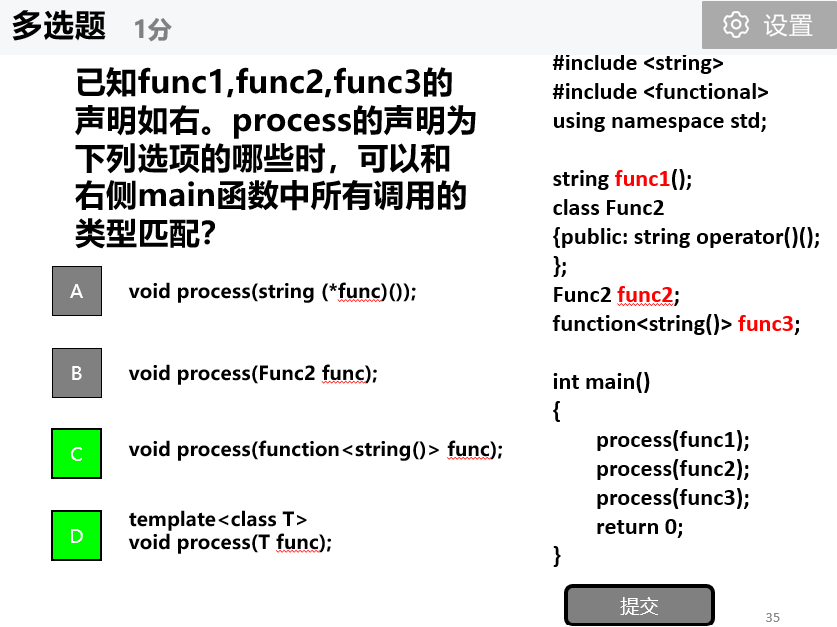 多选题 1分
设置
已知func1,func2,func3的
声明如右。process的声明为
下列选项的哪些时，可以和
右侧main函数中所有调用的
类型匹配？
A void process(string (*func)());
B void process(Func2 func);
C void process(function<string()> func);
D template<class T>
void process(T func);
#include <string>
#include <functional>
using namespace std;
string func1();
class Func2
{public: string operator()();
};
Func2 func2;
function<string()> func3;
int main()
{
process(func1);
process(func2);
process(func3);
return 0;
}
提交
35